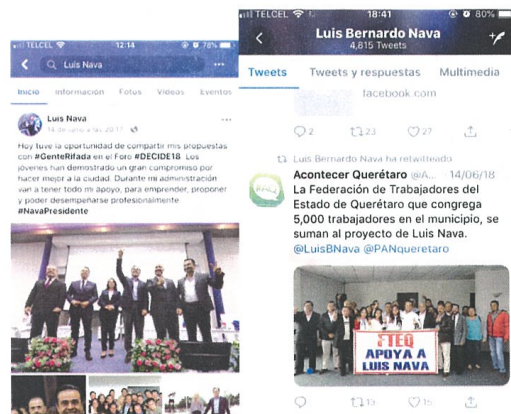 TELCEL
12:14
78%
Luis Nava
Inicio Información Fotos Videos Eventos
Luis Nava
14 de junio a las 20:17
Hoy tuve la oportunidad de compartir mis propuestas
con #GenteRifada en el Foro #DECIDE18 Los
jóvenes han demostrado un gran compromiso por
hacer mejor a la ciudad. Durante mi administración
van a tener todo mi apoyo, para emprender, proponer
y poder desempeñarse profesionalmente.
#NavaPresidente
TELCEL
18:41
80%
Luis Bernardo Nava
4,815 Tweets
Tweets Tweets y respuestas Multimedia
facebook.com
2 23 27
Luis Bernardo Nava ha retwitteado
Acontecer Querétaro @A... · 14/06/18
La Federación de Trabajadores del
Estado de Querétaro que congrega
5,000 trabajadores en el municipio, se
suman al proyecto de Luis Nava.
@LuisBNava @PANqueretaro
FTEQ
APOYA A
LUIS NAVA
13 15